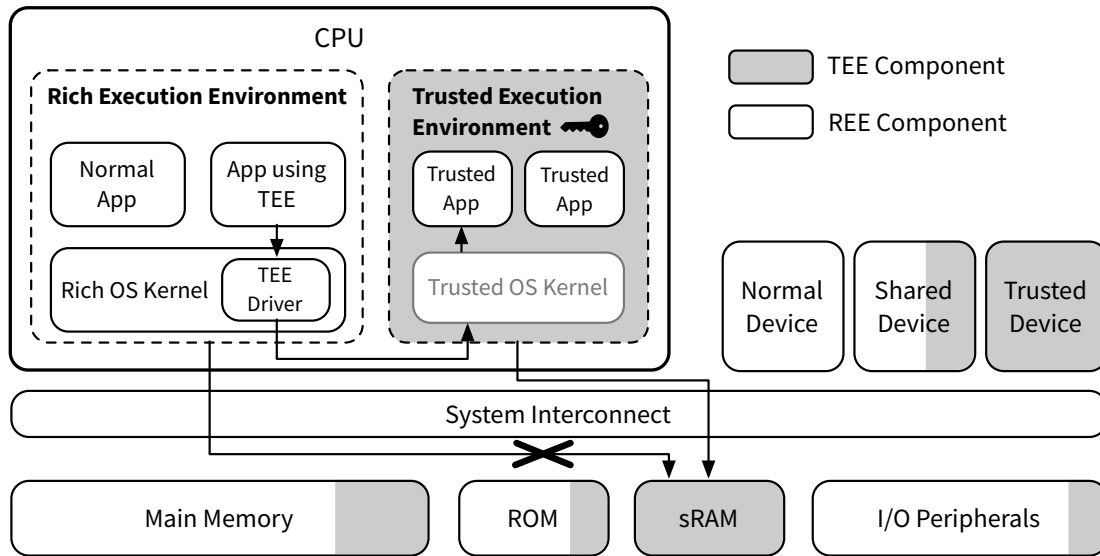 CPU
Rich Execution Environment
Normal
App
App using
TEE
Rich OS Kernel
TEE
Driver
Trusted Execution
Environment
Trusted
App
Trusted
App
Trusted OS Kernel
TEE Component
REE Component
Normal
Device
Shared
Device
Trusted
Device
System Interconnect
Main Memory
ROM
sRAM
I/O Peripherals